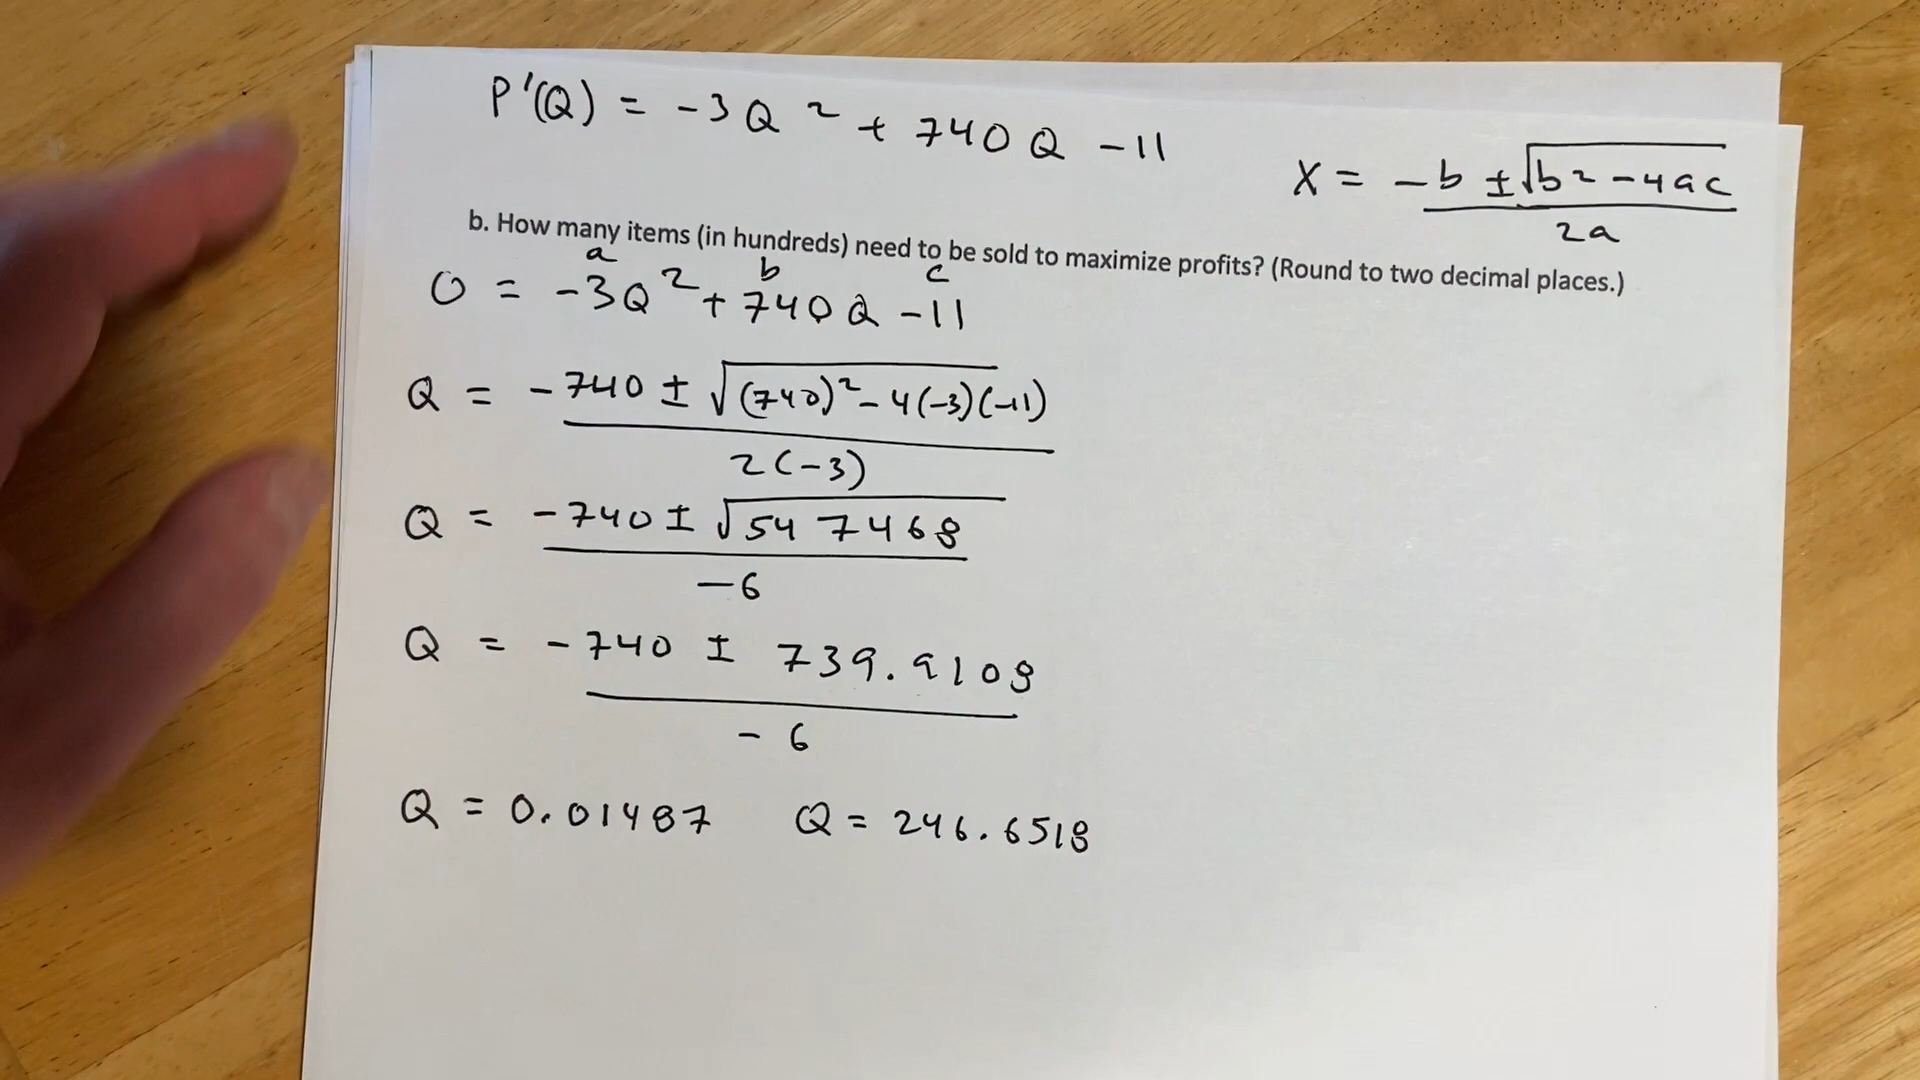 P'(Q) = -3Q² + 740Q - 11
X = -b ± √b² - 4ac
2a
b. How many items (in hundreds) need to be sold to maximize profits? (Round to two decimal places.)
a b c
0 = -3Q² + 740Q - 11
Q = -740 ± √(740)² - 4(-3)(-11)
2(-3)
Q = -740 ± √547468
-6
Q = -740 ± 739.9108
-6
Q = 0.01487 Q = 246.6518